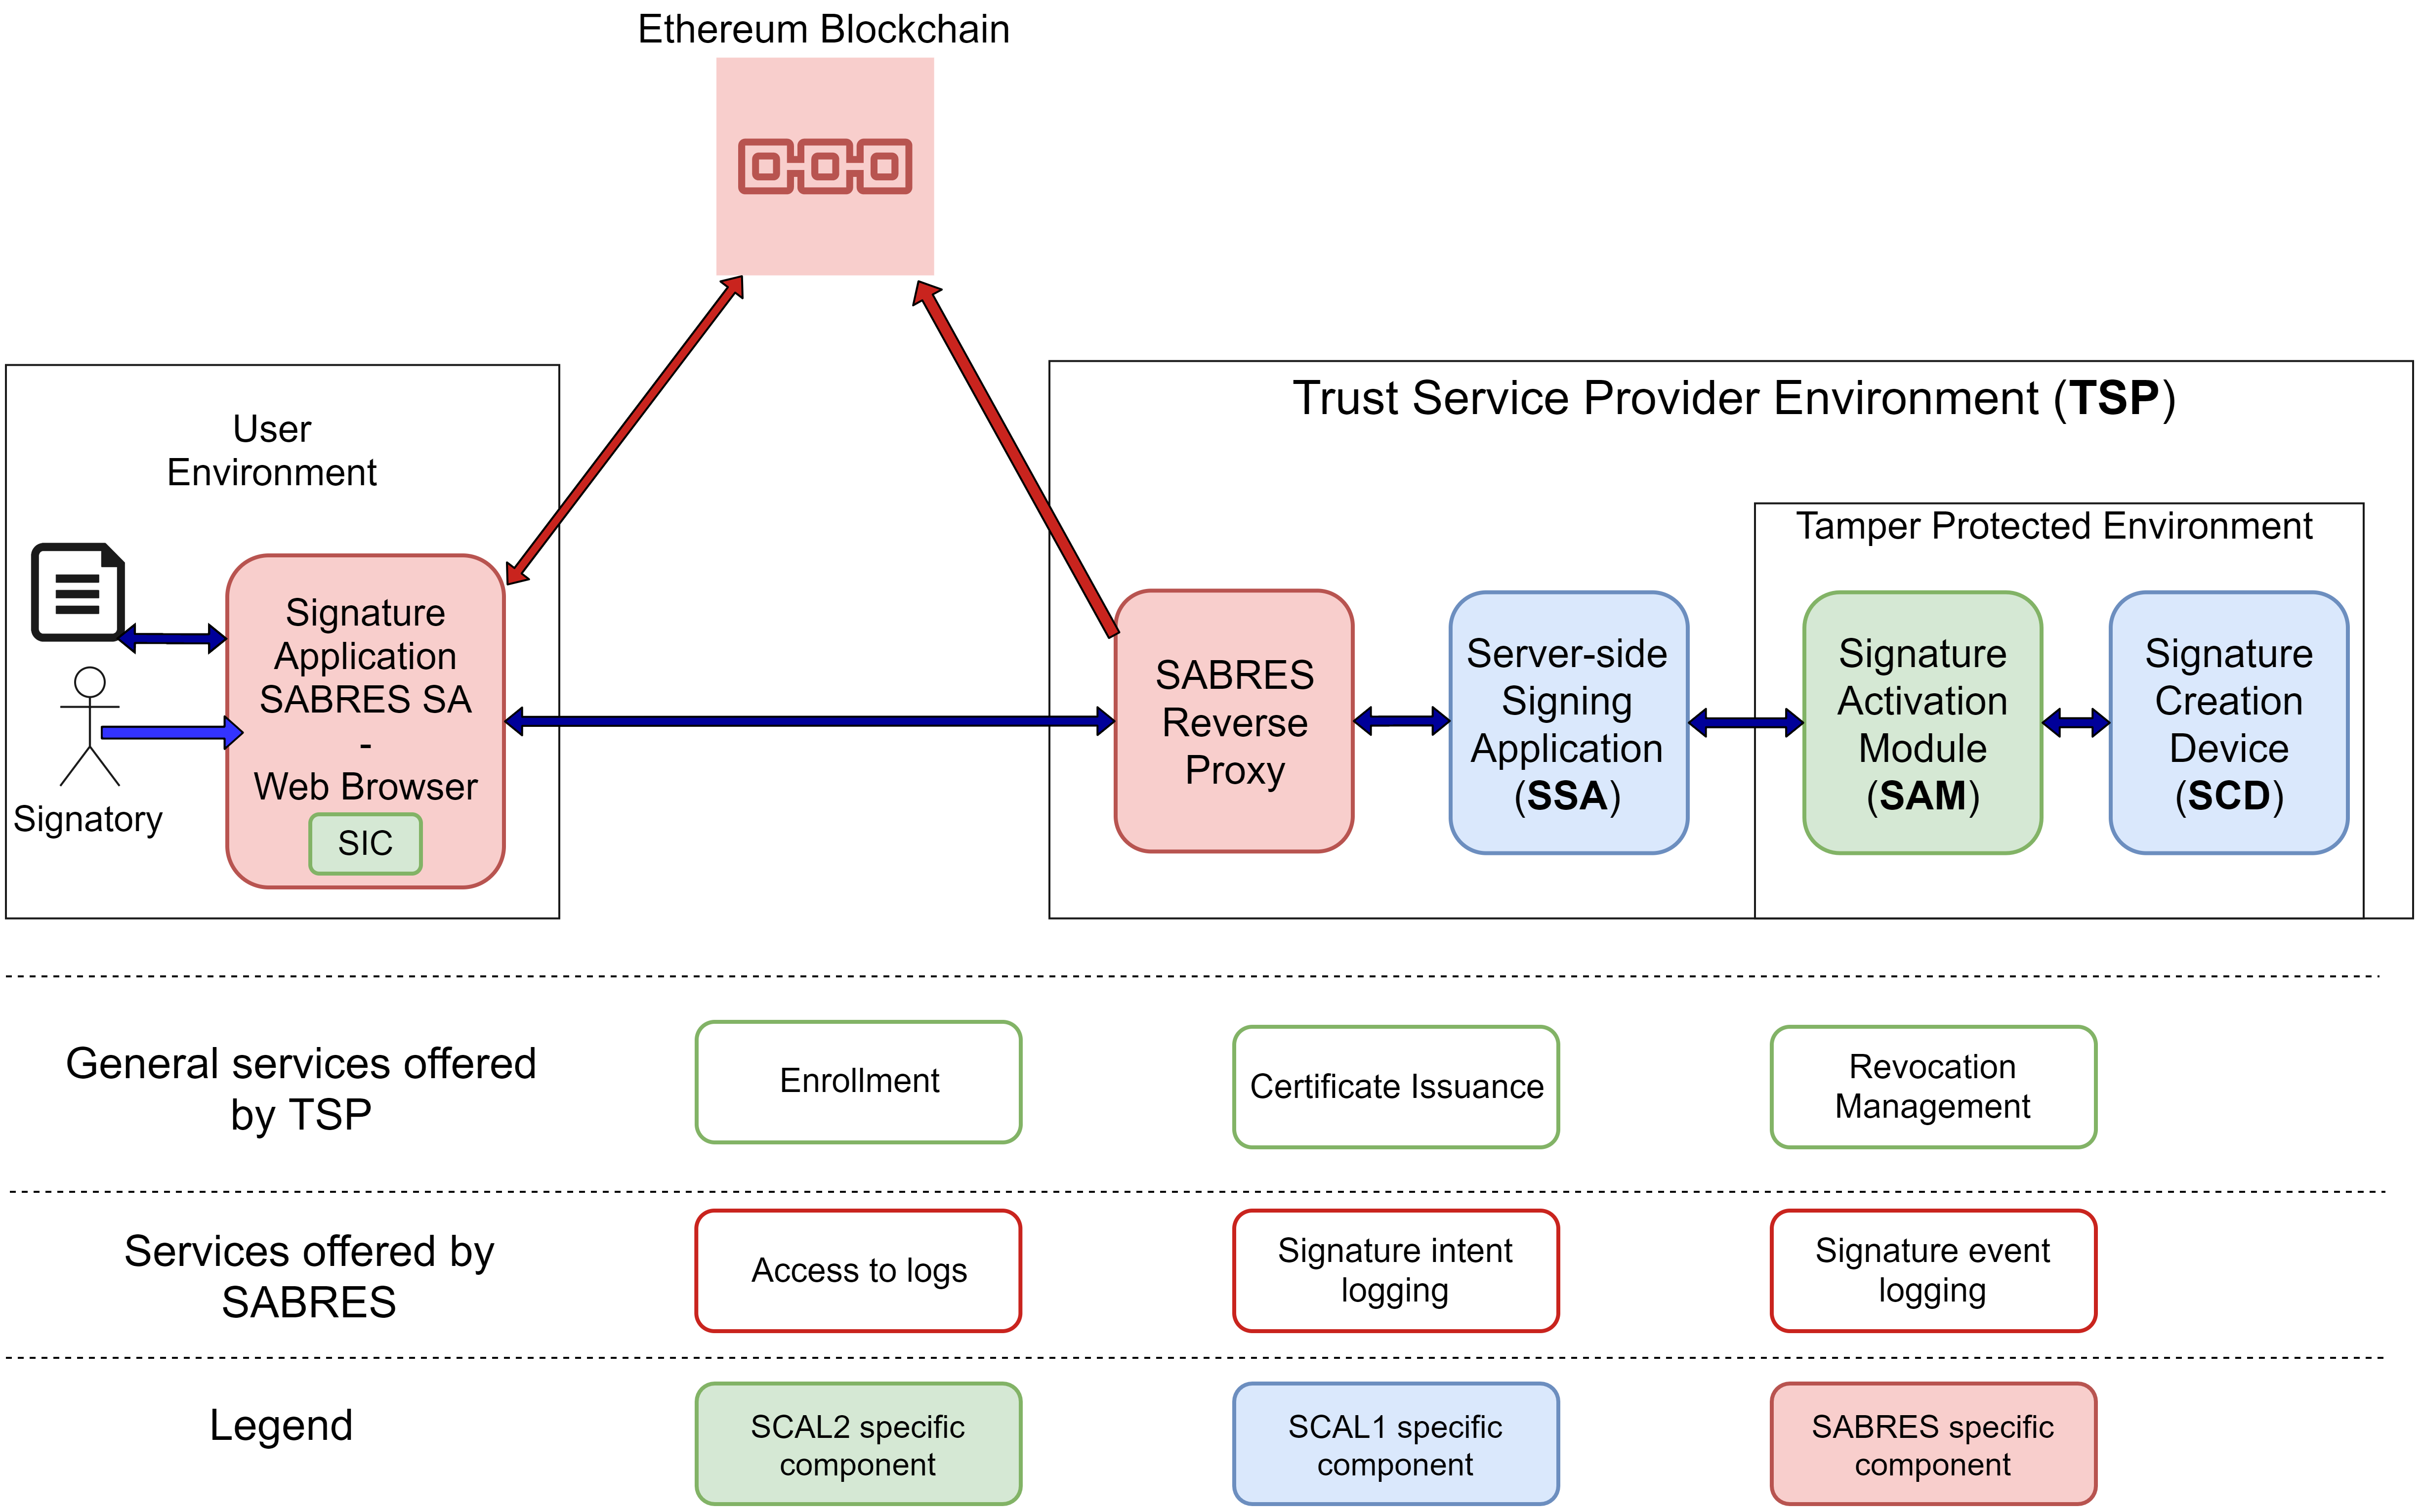 Ethereum Blockchain
User
Environment
Signature
Application
SABRES SA
-
Web Browser
SIC
Signatory
Trust Service Provider Environment (TSP)
Tamper Protected Environment
SABRES
Reverse
Proxy
Server-side
Signing
Application
(SSA)
Signature
Activation
Module
(SAM)
Signature
Creation
Device
(SCD)
General services offered
by TSP
Enrollment
Certificate Issuance
Revocation
Management
Services offered by
SABRES
Access to logs
Signature intent
logging
Signature event
logging
Legend
SCAL2 specific
component
SCAL1 specific
component
SABRES specific
component